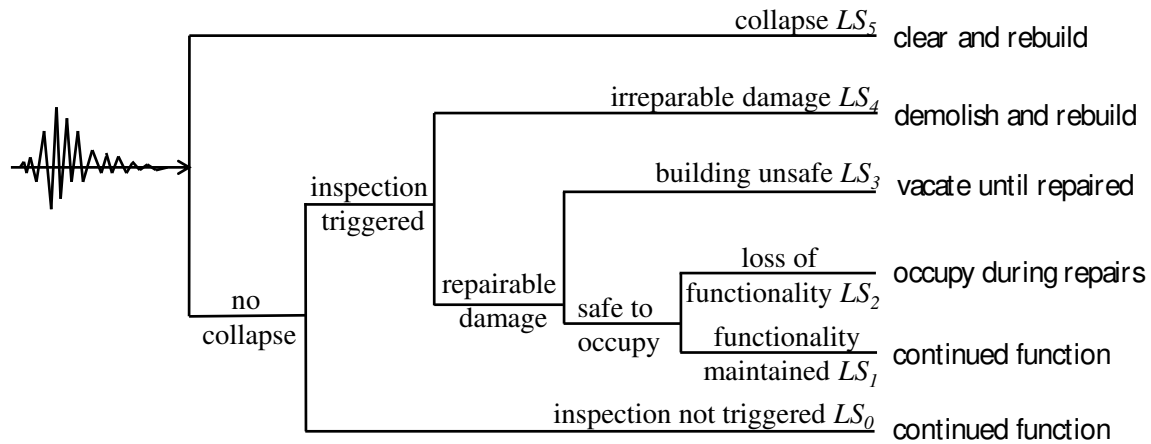 collapse LS5
clear and rebuild
irreparable damage LS4
demolish and rebuild
building unsafe LS3
vacate until repaired
inspection
triggered
loss of
functionality LS2
occupy during repairs
repairable
damage
safe to
occupy
no
collapse
functionality
maintained LS1
continued function
inspection not triggered LS0
continued function